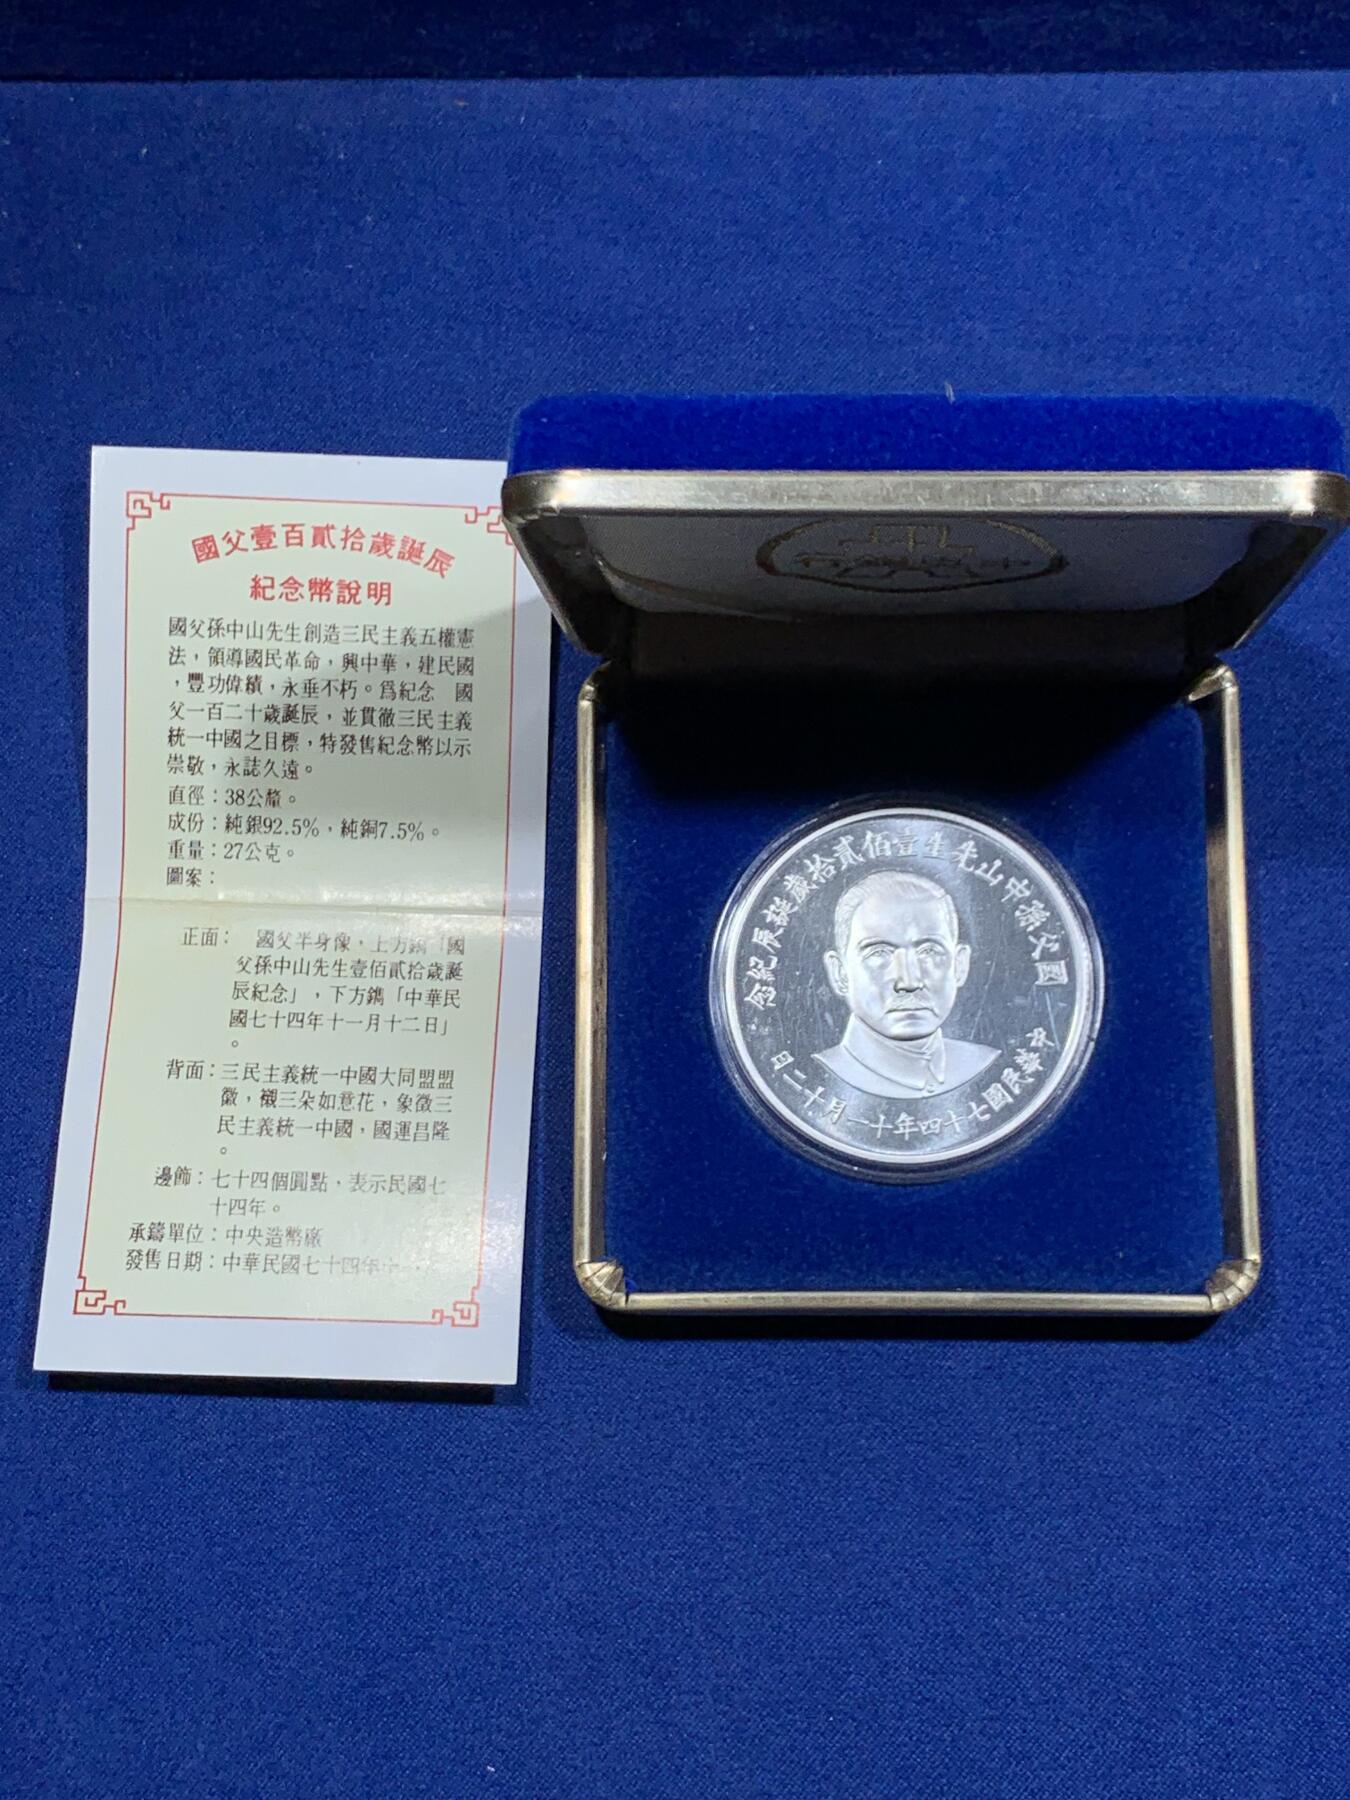 國父壹百貳拾歲誕辰
紀念幣說明
國父孫中山先生創造三民主義五權憲
法，領導國民革命，興中華，建民國
，豐功偉績，永垂不朽。爲紀念　國
父一百二十歲誕辰，並貫徹三民主義
統一中國之目標，特發售紀念幣以示
崇敬，永誌久遠。
直徑：38公釐。
成份：純銀92.5%，純銅7.5%。
重量：27公克。
圖案：
正面：　國父半身像，上方鐫「國
父孫中山先生壹佰貳拾歲誕
辰紀念」，下方鐫「中華民
國七十四年十一月十二日」
。
背面：三民主義統一中國大同盟盟
徽，襯三朵如意花，象徵三
民主義統一中國，國運昌隆
。
邊飾：七十四個圓點，表示民國七
十四年。
承鑄單位：中央造幣廠
發售日期：中華民國七十四年
國父孫中山先生壹佰貳拾歲誕辰紀念
中華民國七十四年十一月十二日